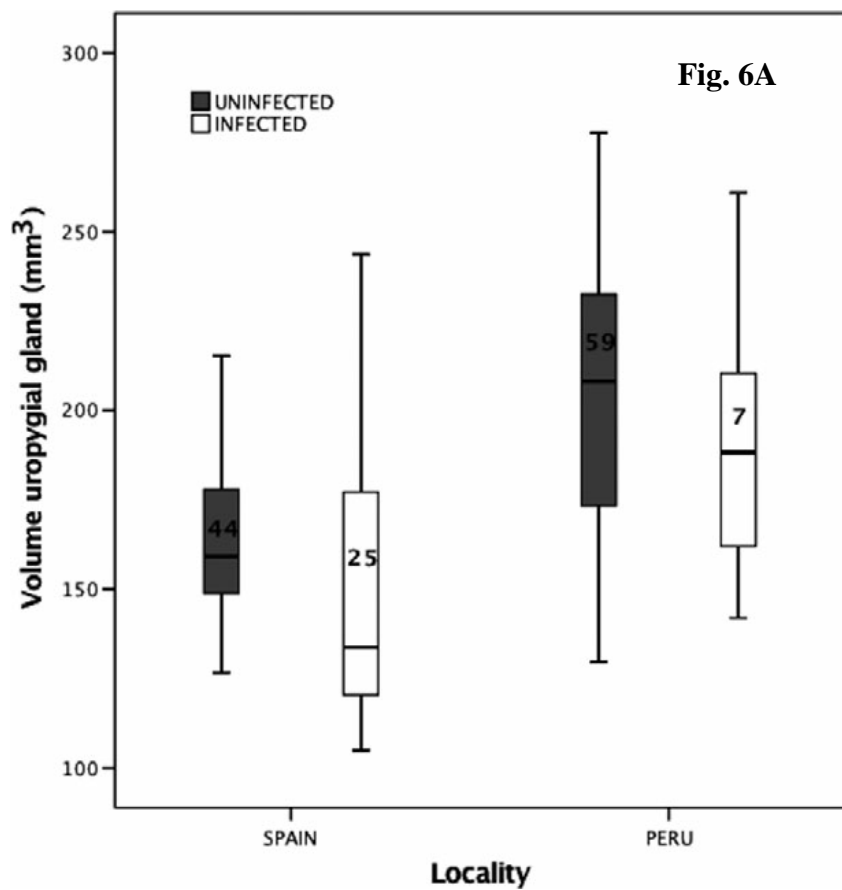 Fig. 6A
300
250
200
150
100
Volume uropygial gland (mm³)
UNINFECTED
INFECTED
44
25
59
7
SPAIN
PERU
Locality